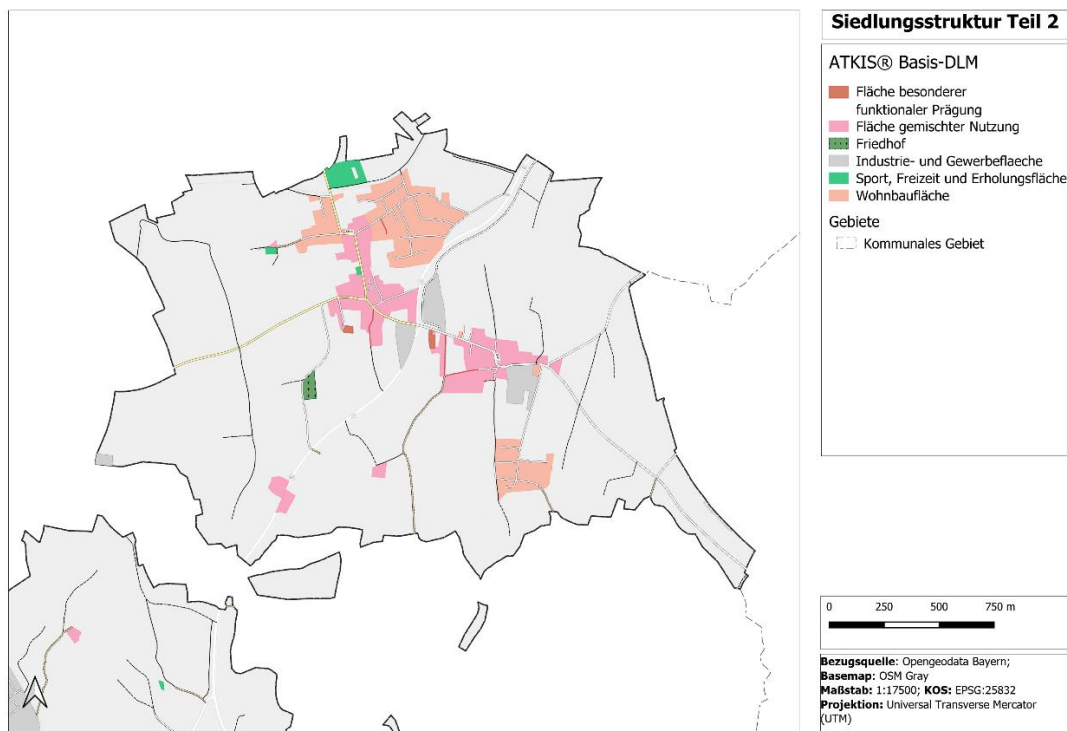 Siedlungsstruktur Teil 2
ATKIS® Basis-DLM
Fläche besonderer
funktionaler Prägung
Fläche gemischter Nutzung
Friedhof
Industrie- und Gewerbeflaeche
Sport, Freizeit und Erholungsfläche
Wohnbaufläche
Gebiete
Kommunales Gebiet
0 250 500 750 m
Bezugsquelle: Opengeodata Bayern;
Basemap: OSM Gray
Maßstab: 1:17500; KOS: EPSG:25832
Projektion: Universal Transverse Mercator
(UTM)